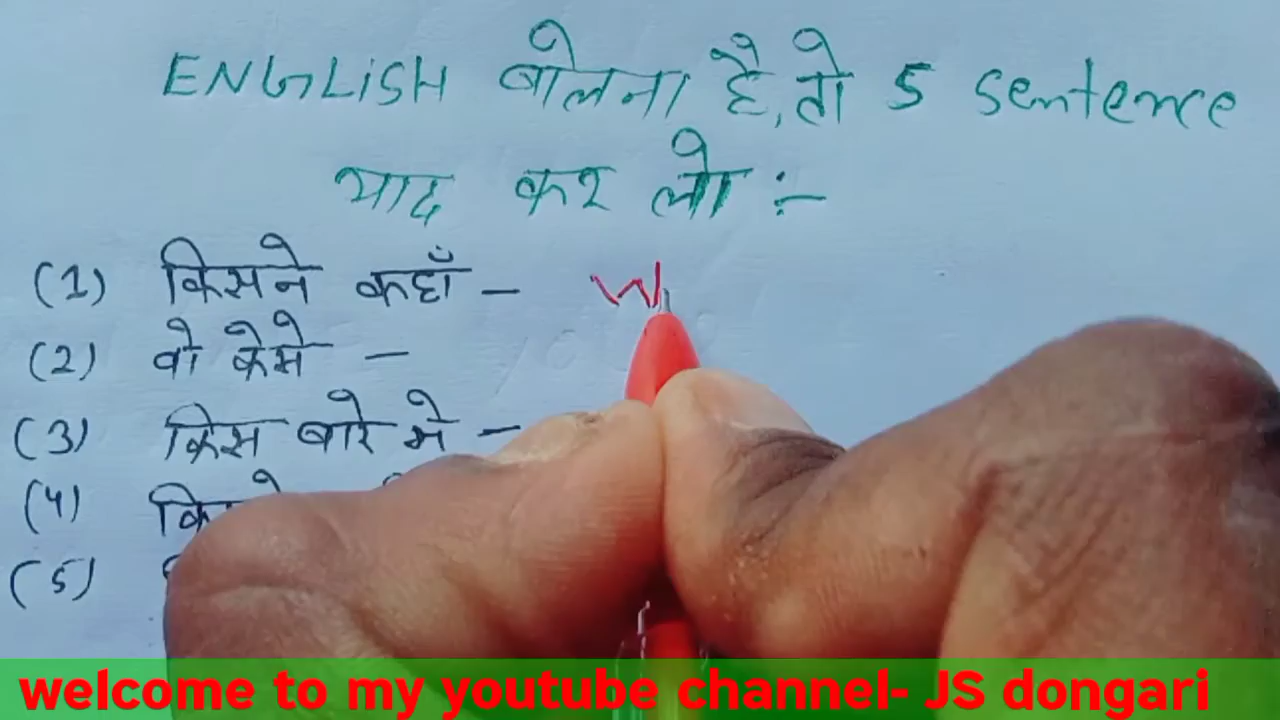 ENGLISH बोलना है, तो 5 sentence
याद कर लो :-
(1) किसने कहाँ - W
(2) वो केसे -
(3) किस बारे मे -
(4)
(5)
welcome to my youtube channel- JS dongari